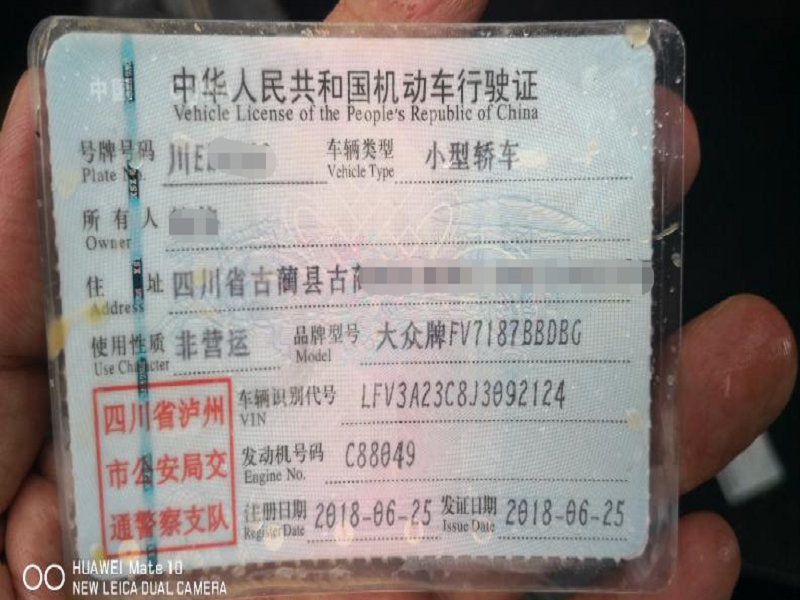 中华人民共和国机动车行驶证
Vehicle License of the People's Republic of China
号牌号码 川E 车辆类型 小型轿车
Plate No. Vehicle Type
所有人
Owner
住址 四川省古蔺县古
Address
使用性质 非营运 品牌型号 大众牌FV7187BBDBG
Use Character Model
车辆识别代号 LFV3A23C8J3092124
VIN
发动机号码 C88049
Engine No.
注册日期 2018-06-25 发证日期 2018-06-25
Register Date Issue Date
四川省泸州
市公安局交
通警察支队
HUAWEI Mate 10
NEW LEICA DUAL CAMERA